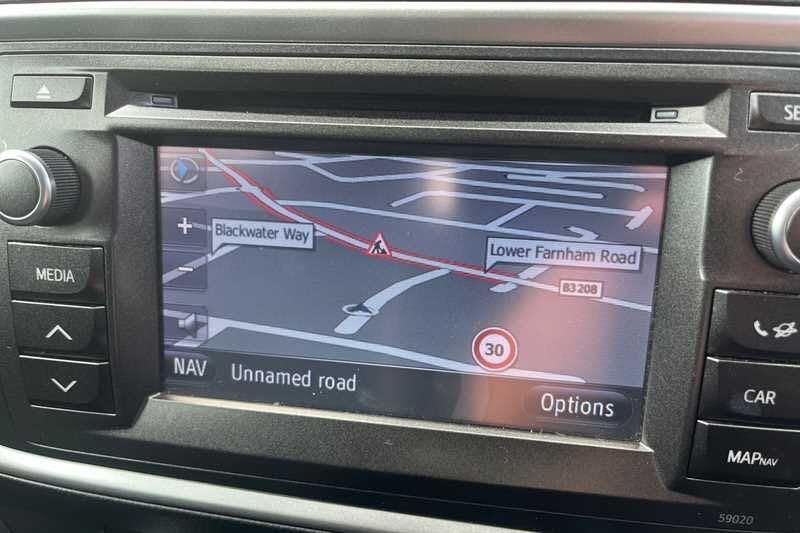 SE
MEDIA
Blackwater Way
Lower Farnham Road
B3208
30
NAV
Unnamed road
Options
CAR
MAPNAV
59020